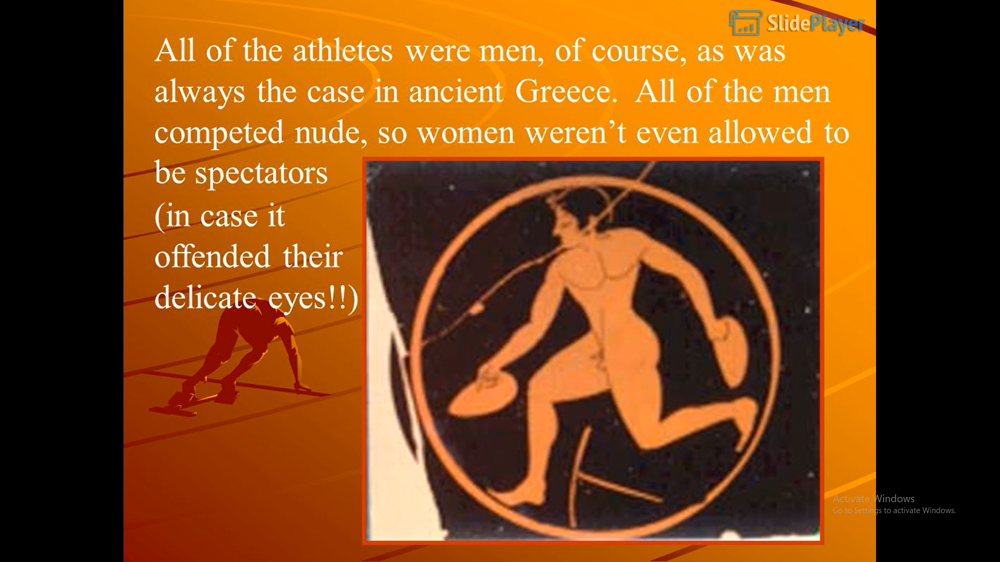 SlidePlayer
All of the athletes were men, of course, as was
always the case in ancient Greece.  All of the men
competed nude, so women weren’t even allowed to
be spectators
(in case it
offended their
delicate eyes!!)
Activate Windows
Go to Settings to activate Windows.